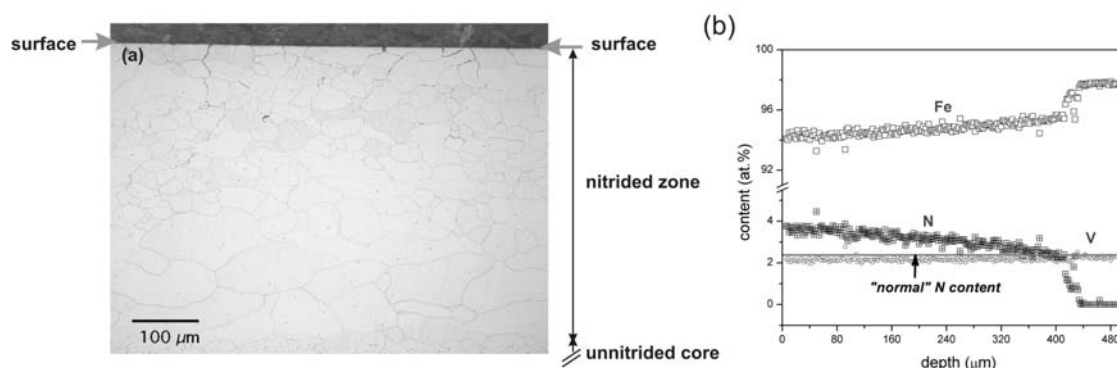 surface
(a)
surface
nitrided zone
100 µm
unnitrided core
(b)
100
96
92
4
2
0
content (at.%)
Fe
N
V
"normal" N content
0
80
160
240
320
400
480
depth (µm)